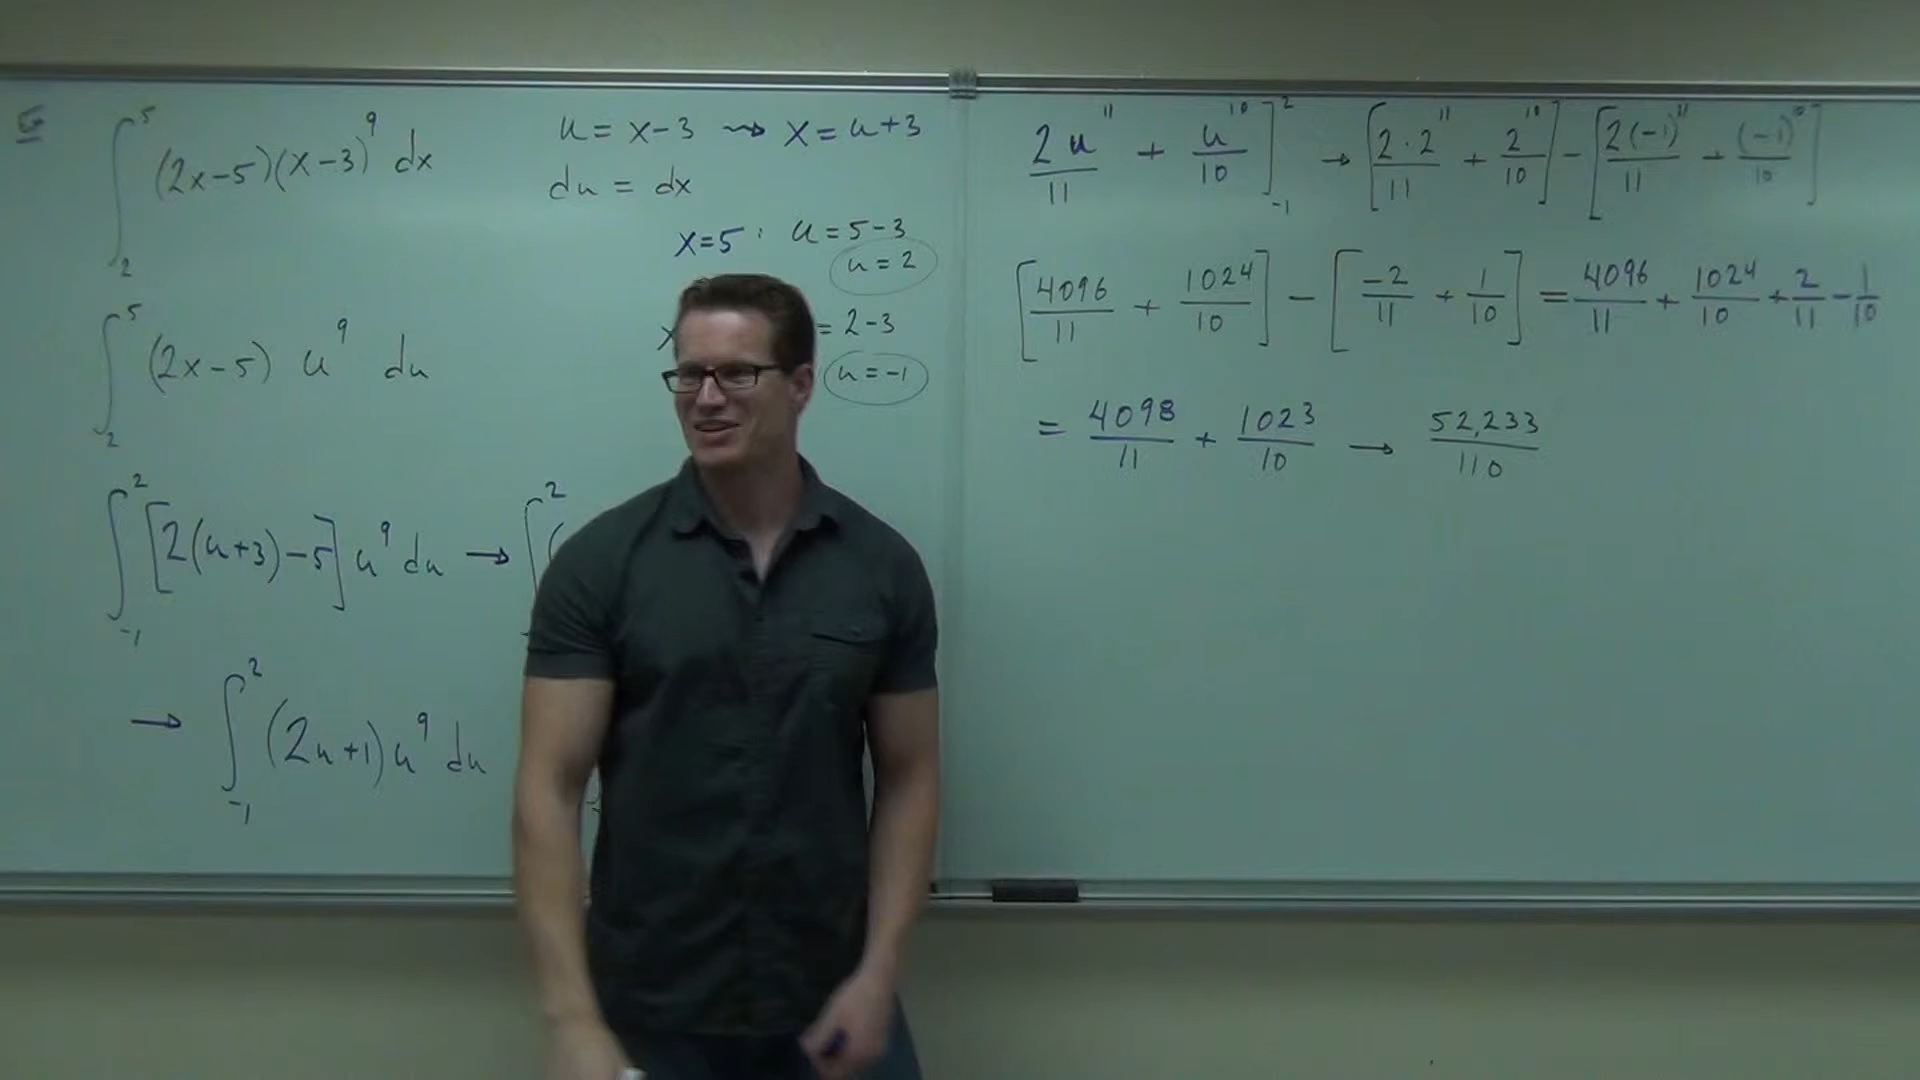 Ex
∫₂⁵ (2x-5)(x-3)⁹ dx
u = x-3 ⇝ x = u+3
du = dx
x=5: u = 5-3
u = 2
x = 2-3
u = -1
∫₂⁵ (2x-5) u⁹ du
∫₋₁² [2(u+3)-5] u⁹ du → ∫² (
→ ∫₋₁² (2u+1)u⁹ du
2u¹¹/11 + u¹⁰/10 ]₋₁² → [2·2¹¹/11 + 2¹⁰/10] - [2(-1)¹¹/11 + (-1)¹⁰/10]
[4096/11 + 1024/10] - [-2/11 + 1/10] = 4096/11 + 1024/10 + 2/11 - 1/10
= 4098/11 + 1023/10 → 52,233/110